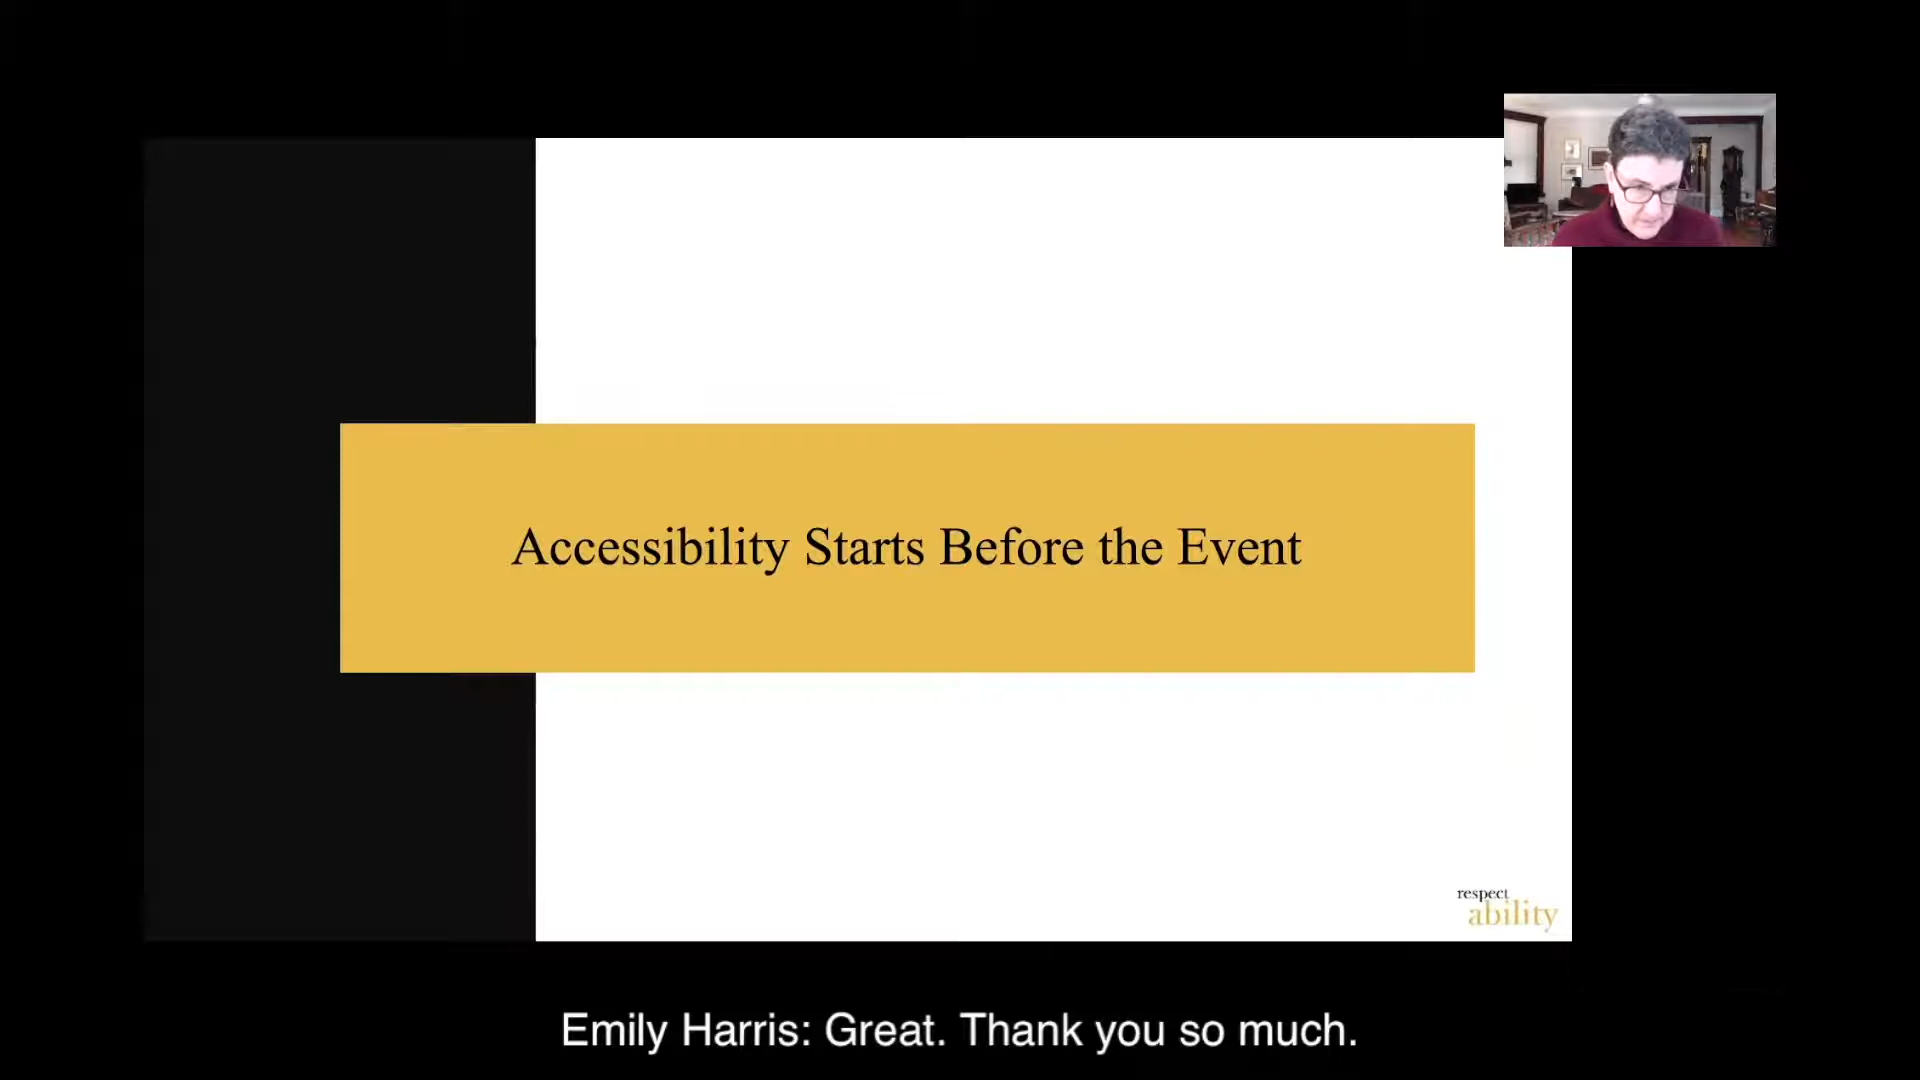 Accessibility Starts Before the Event
respect
ability
Emily Harris: Great. Thank you so much.